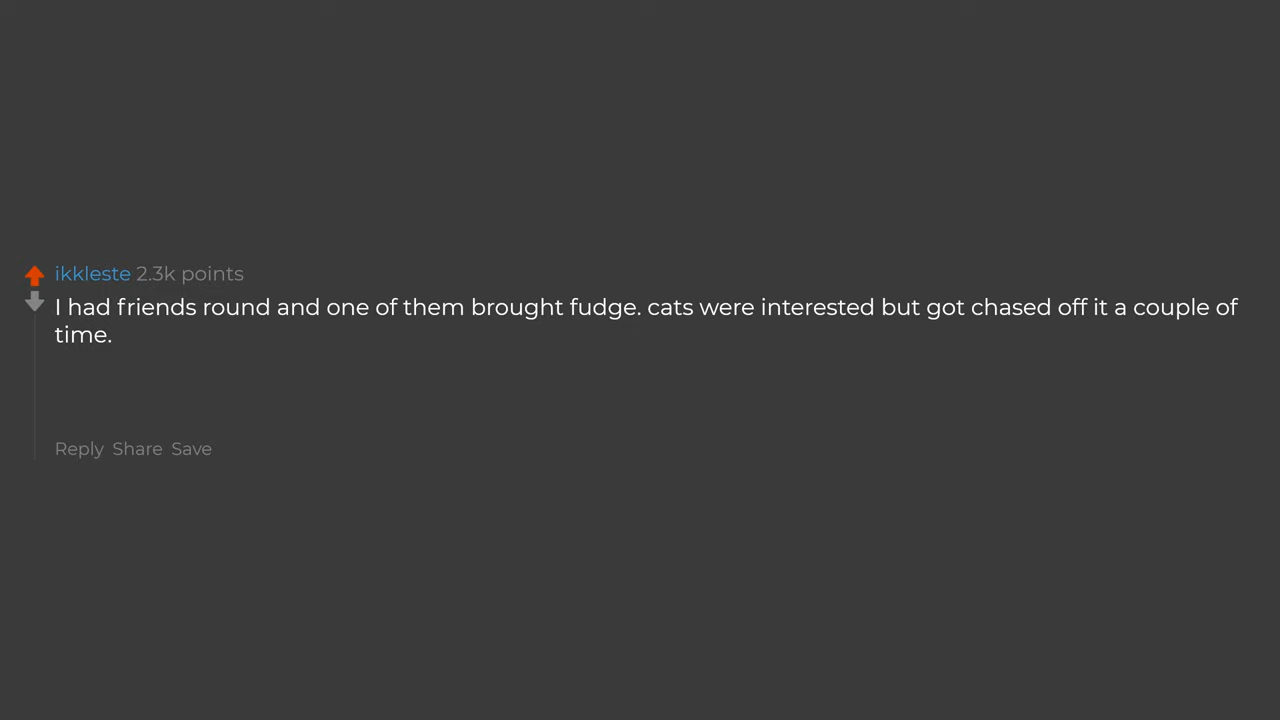 ikkleste 2.3k points
I had friends round and one of them brought fudge. cats were interested but got chased off it a couple of
time.
Reply Share Save